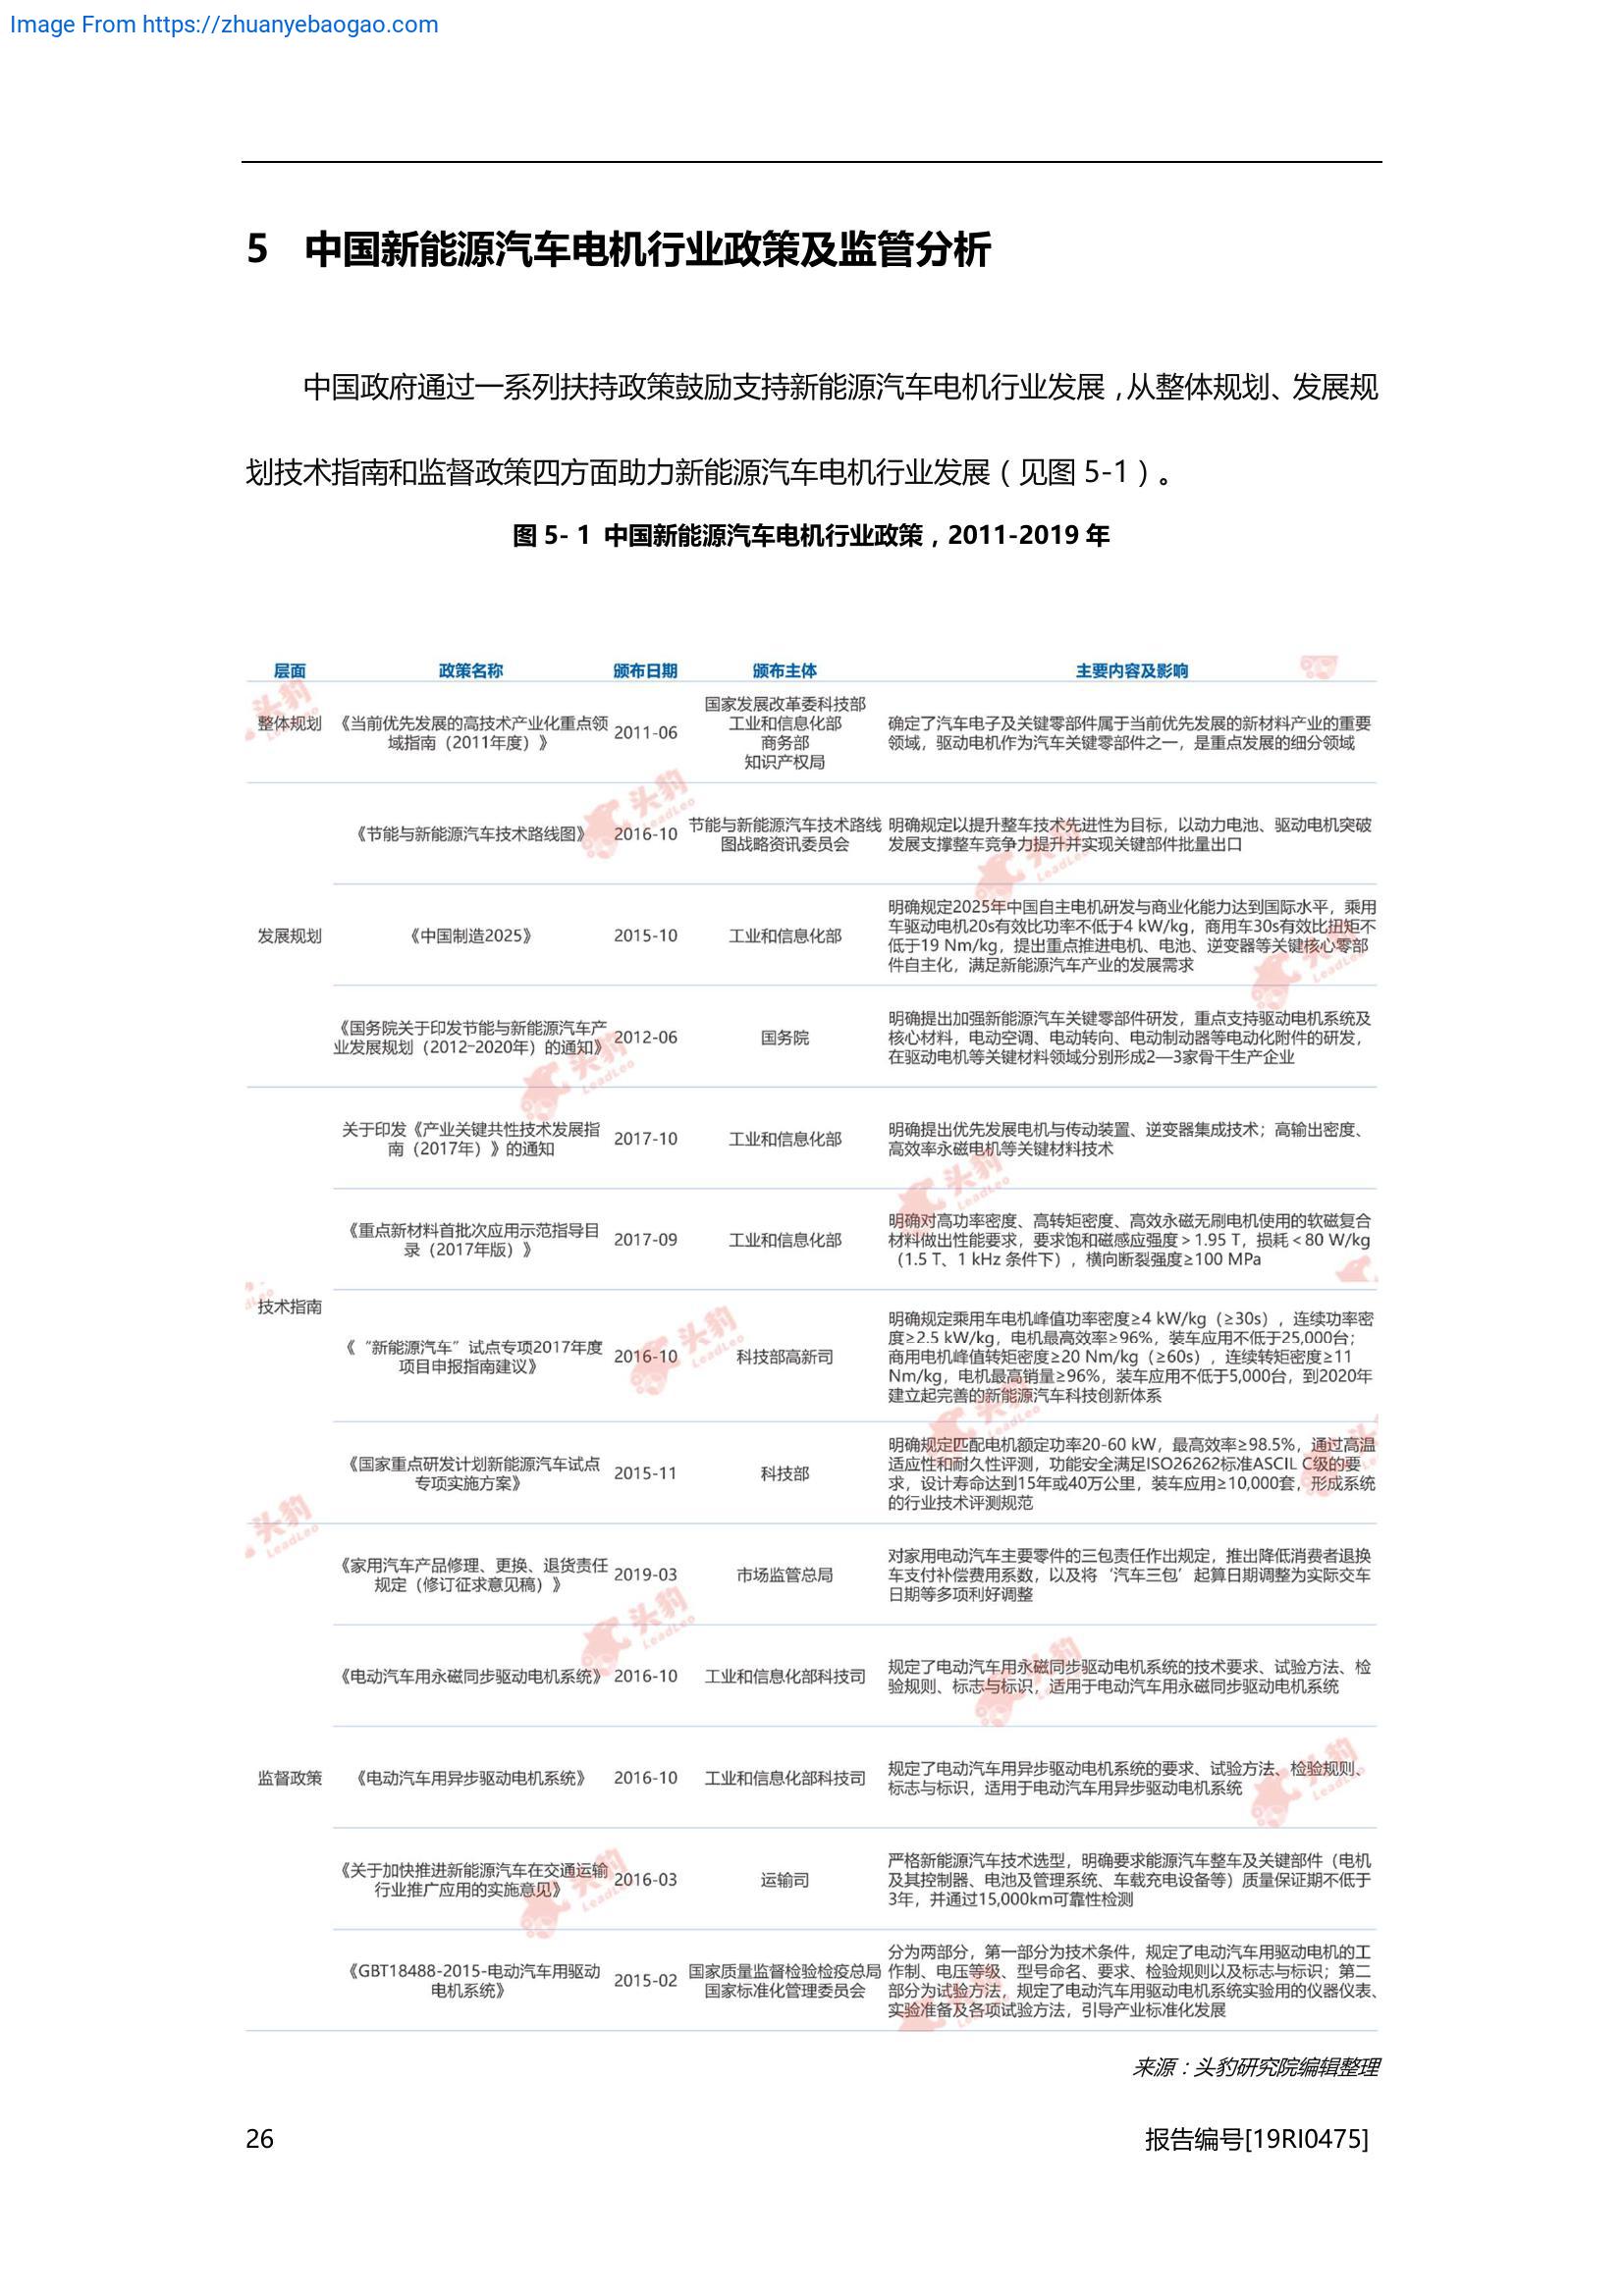 Image From https://zhuanyebaogao.com
5 中国新能源汽车电机行业政策及监管分析
中国政府通过一系列扶持政策鼓励支持新能源汽车电机行业发展，从整体规划、发展规
划技术指南和监督政策四方面助力新能源汽车电机行业发展（见图 5-1）。
图 5- 1 中国新能源汽车电机行业政策，2011-2019 年
层面 政策名称 颁布日期 颁布主体 主要内容及影响
整体规划
《当前优先发展的高技术产业化重点领
域指南（2011年度）》
2011-06
国家发展改革委科技部
工业和信息化部
商务部
知识产权局
确定了汽车电子及关键零部件属于当前优先发展的新材料产业的重要
领域，驱动电机作为汽车关键零部件之一，是重点发展的细分领域
发展规划
《节能与新能源汽车技术路线图》
2016-10
节能与新能源汽车技术路线
图战略资讯委员会
明确规定以提升整车技术先进性为目标，以动力电池、驱动电机突破
发展支撑整车竞争力提升并实现关键部件批量出口
《中国制造2025》
2015-10
工业和信息化部
明确规定2025年中国自主电机研发与商业化能力达到国际水平，乘用
车驱动电机20s有效比功率不低于4 kW/kg，商用车30s有效比扭矩不
低于19 Nm/kg，提出重点推进电机、电池、逆变器等关键核心零部
件自主化，满足新能源汽车产业的发展需求
《国务院关于印发节能与新能源汽车产
业发展规划（2012-2020年）的通知》
2012-06
国务院
明确提出加强新能源汽车关键零部件研发，重点支持驱动电机系统及
核心材料，电动空调、电动转向、电动制动器等电动化附件的研发，
在驱动电机等关键材料领域分别形成2—3家骨干生产企业
技术指南
关于印发《产业关键共性技术发展指
南（2017年）》的通知
2017-10
工业和信息化部
明确提出优先发展电机与传动装置、逆变器集成技术；高输出密度、
高效率永磁电机等关键材料技术
《重点新材料首批次应用示范指导目
录（2017年版）》
2017-09
工业和信息化部
明确对高功率密度、高转矩密度、高效永磁无刷电机使用的软磁复合
材料做出性能要求，要求饱和磁感应强度＞1.95 T，损耗＜80 W/kg
（1.5 T、1 kHz 条件下），横向断裂强度≥100 MPa
《“新能源汽车”试点专项2017年度
项目申报指南建议》
2016-10
科技部高新司
明确规定乘用车电机峰值功率密度≥4 kW/kg（≥30s），连续功率密
度≥2.5 kW/kg，电机最高效率≥96%，装车应用不低于25,000台；
商用电机峰值转矩密度≥20 Nm/kg（≥60s），连续转矩密度≥11
Nm/kg，电机最高销量≥96%，装车应用不低于5,000台，到2020年
建立起完善的新能源汽车科技创新体系
《国家重点研发计划新能源汽车试点
专项实施方案》
2015-11
科技部
明确规定匹配电机额定功率20-60 kW，最高效率≥98.5%，通过高温
适应性和耐久性评测，功能安全满足ISO26262标准ASCIL C级的要
求，设计寿命达到15年或40万公里，装车应用≥10,000套，形成系统
的行业技术评测规范
监督政策
《家用汽车产品修理、更换、退货责任
规定（修订征求意见稿）》
2019-03
市场监管总局
对家用电动汽车主要零件的三包责任作出规定，推出降低消费者退换
车支付补偿费用系数，以及将‘汽车三包’起算日期调整为实际交车
日期等多项利好调整
《电动汽车用永磁同步驱动电机系统》
2016-10
工业和信息化部科技司
规定了电动汽车用永磁同步驱动电机系统的技术要求、试验方法、检
验规则、标志与标识，适用于电动汽车用永磁同步驱动电机系统
《电动汽车用异步驱动电机系统》
2016-10
工业和信息化部科技司
规定了电动汽车用异步驱动电机系统的要求、试验方法、检验规则、
标志与标识，适用于电动汽车用异步驱动电机系统
《关于加快推进新能源汽车在交通运输
行业推广应用的实施意见》
2016-03
运输司
严格新能源汽车技术选型，明确要求能源汽车整车及关键部件（电机
及其控制器、电池及管理系统、车载充电设备等）质量保证期不低于
3年，并通过15,000km可靠性检测
《GBT18488-2015-电动汽车用驱动
电机系统》
2015-02
国家质量监督检验检疫总局
国家标准化管理委员会
分为两部分，第一部分为技术条件，规定了电动汽车用驱动电机的工
作制、电压等级、型号命名、要求、检验规则以及标志与标识；第二
部分为试验方法，规定了电动汽车用驱动电机系统实验用的仪器仪表、
实验准备及各项试验方法，引导产业标准化发展
来源：头豹研究院编辑整理
26 报告编号[19RI0475]
头豹
LeadLeo